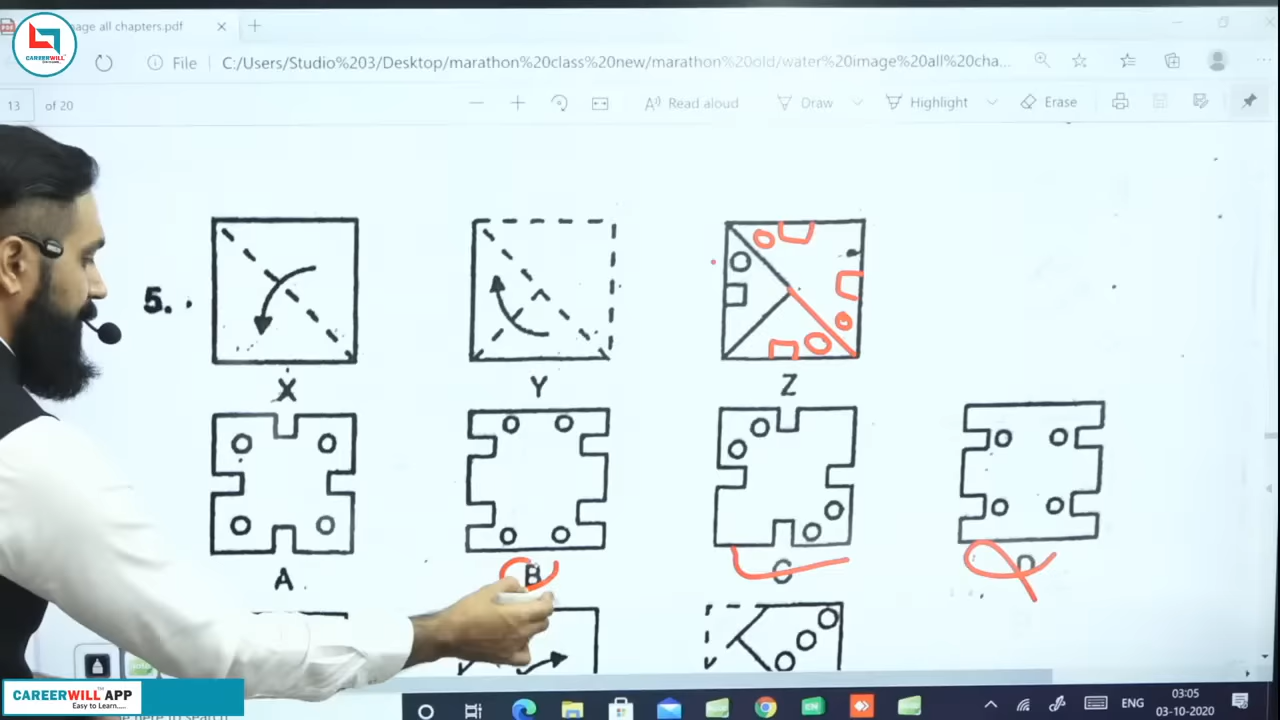 age all chapters.pdf
CAREERWILL
File C:/Users/Studio%203/Desktop/marathon%20class%20new/marathon%20old/water%20image%20all%20cha...
13 of 20 Read aloud Draw Highlight Erase
5.
X Y Z
A B C D
CAREERWILL APP
Easy to Learn.....
ENG 03:05
03-10-2020